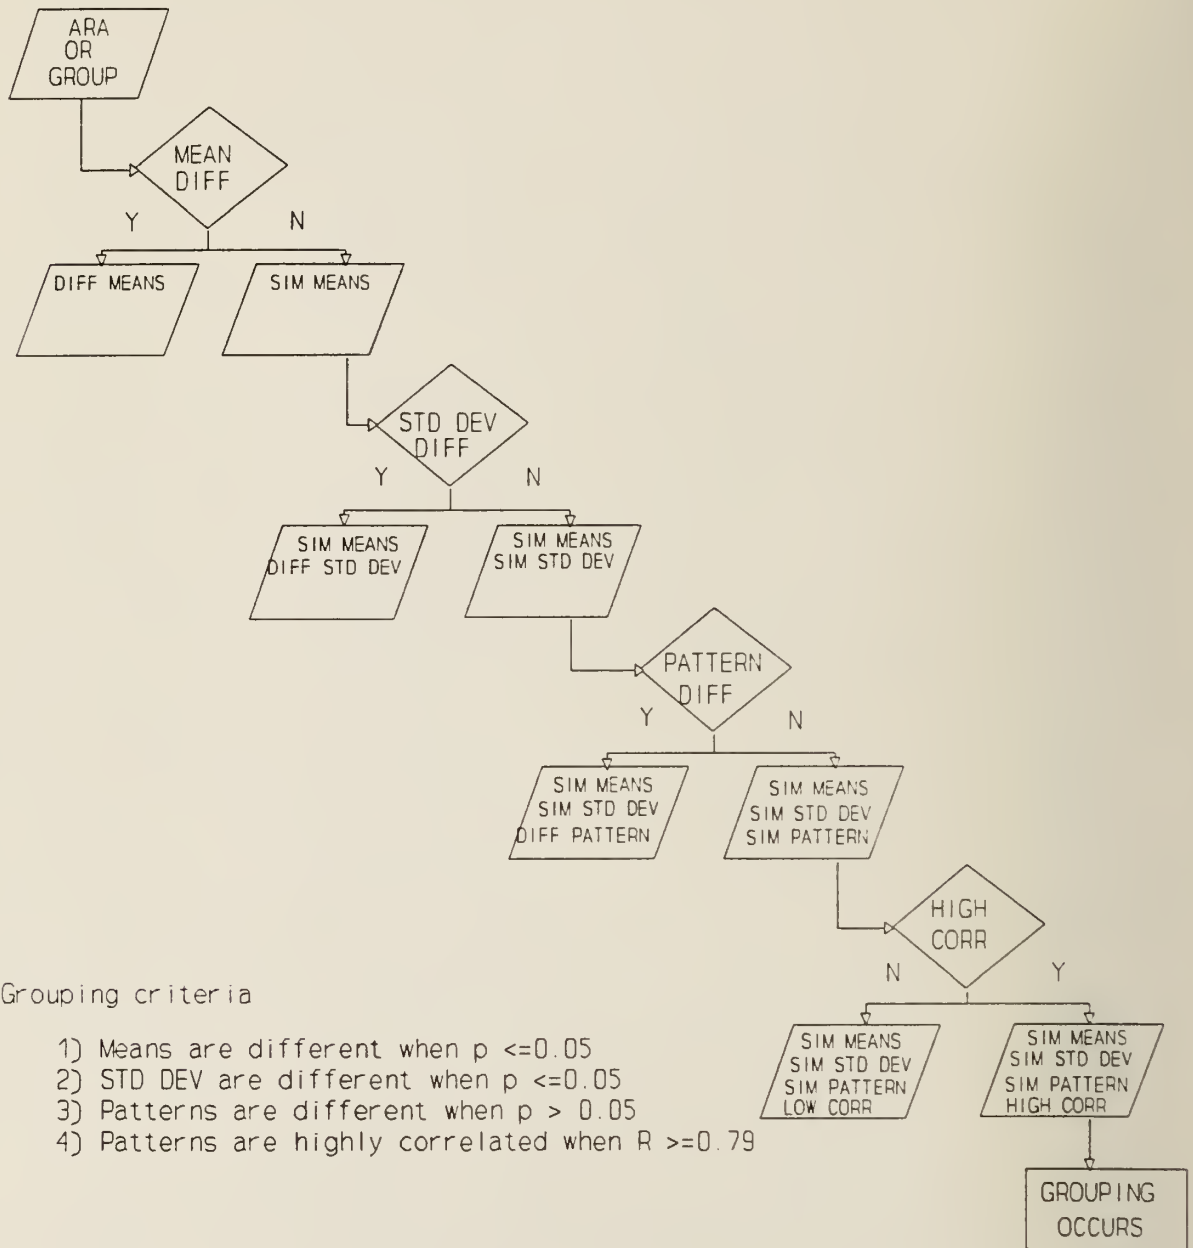 ARA
OR
GROUP
MEAN
DIFF
Y
N
DIFF MEANS
SIM MEANS
STD DEV
DIFF
Y
N
SIM MEANS
DIFF STD DEV
SIM MEANS
SIM STD DEV
PATTERN
DIFF
Y
N
SIM MEANS
SIM STD DEV
DIFF PATTERN
SIM MEANS
SIM STD DEV
SIM PATTERN
HIGH
CORR
N
Y
SIM MEANS
SIM STD DEV
SIM PATTERN
LOW CORR
SIM MEANS
SIM STD DEV
SIM PATTERN
HIGH CORR
GROUPING
OCCURS
Grouping criteria
1) Means are different when p <=0.05
2) STD DEV are different when p <=0.05
3) Patterns are different when p > 0.05
4) Patterns are highly correlated when R >=0.79